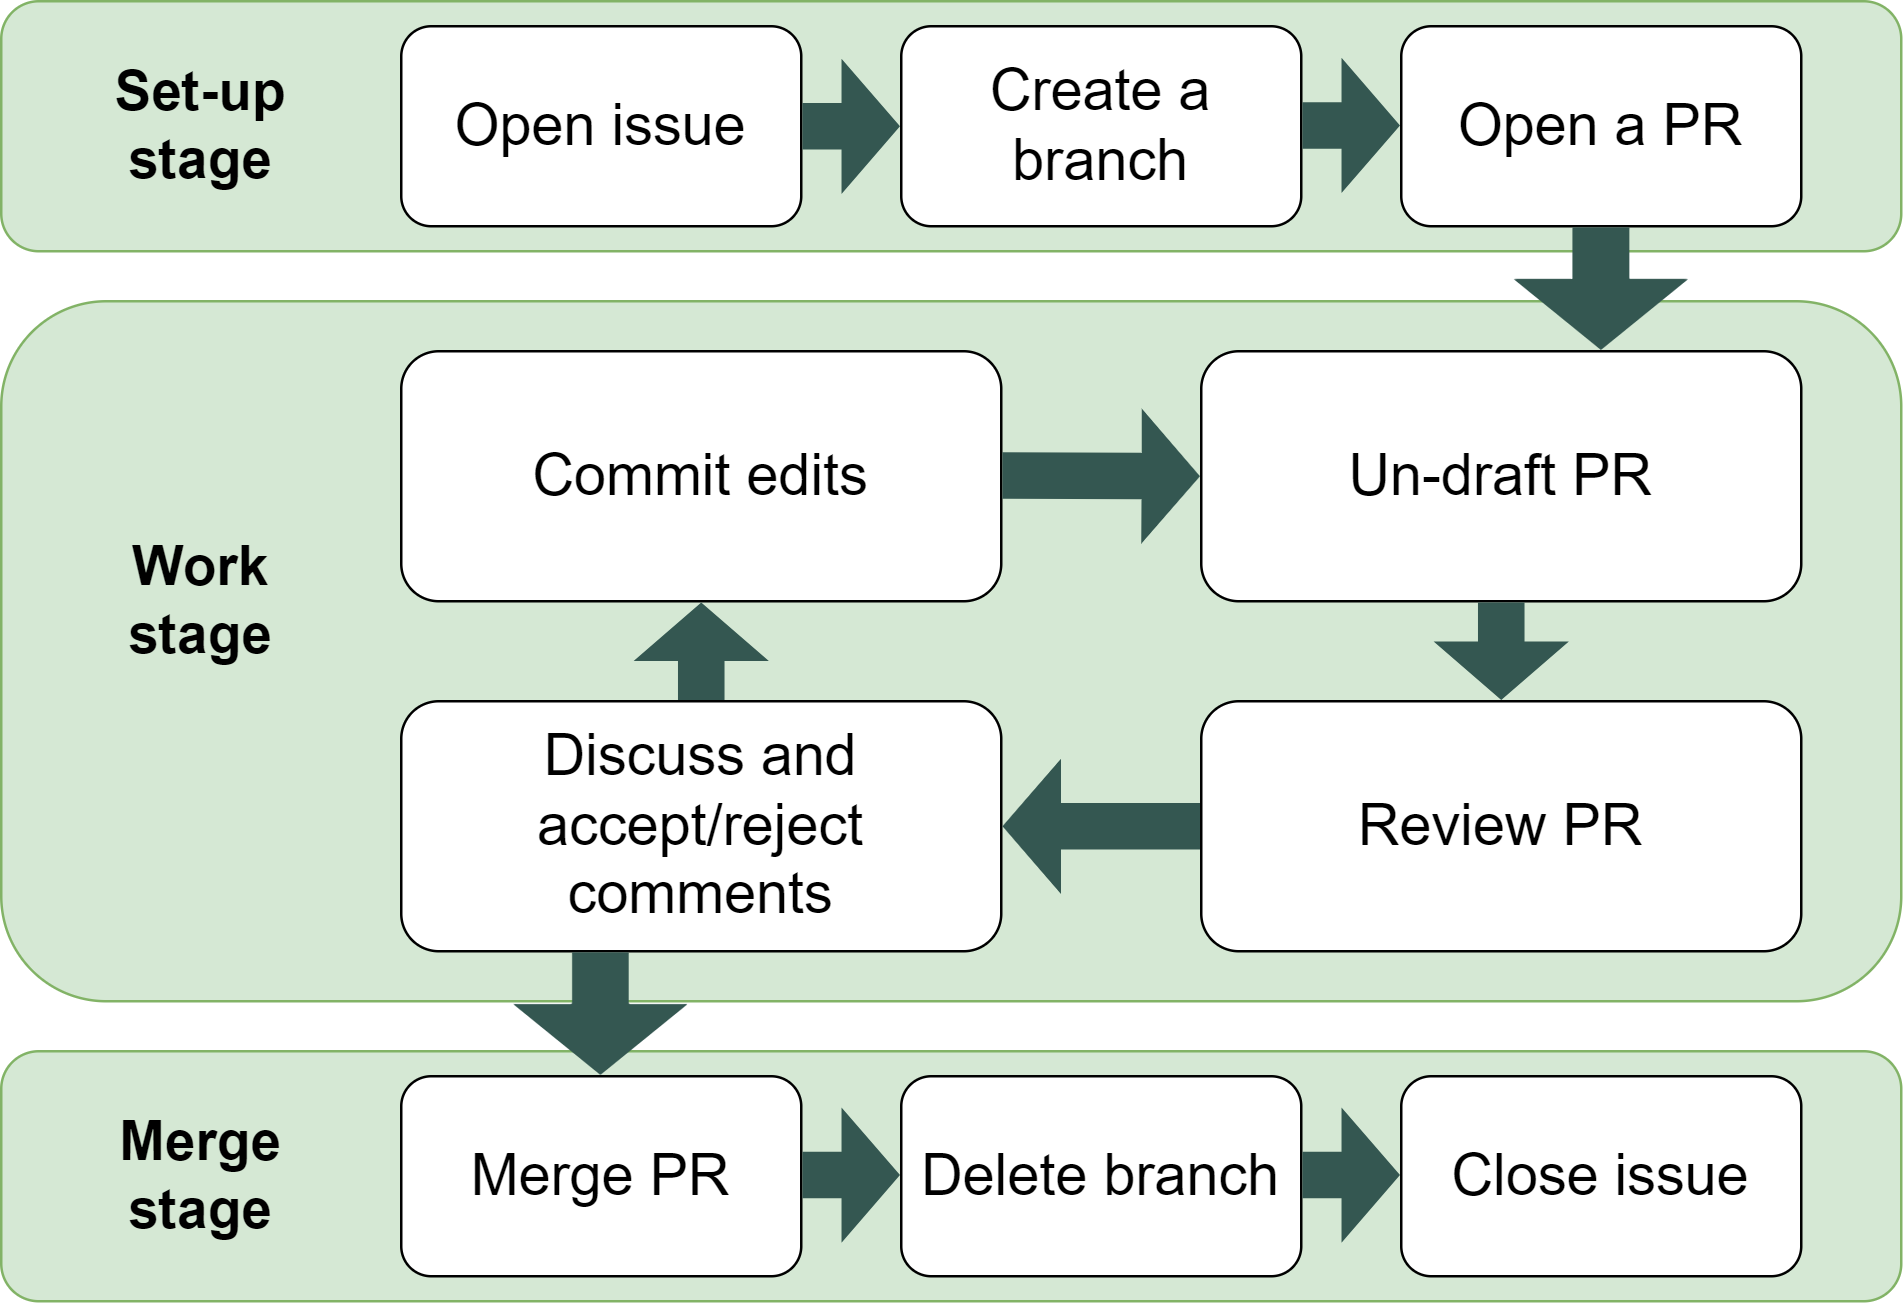 Set-up
stage
Open issue
Create a
branch
Open a PR
Work
stage
Commit edits
Un-draft PR
Discuss and
accept/reject
comments
Review PR
Merge
stage
Merge PR
Delete branch
Close issue